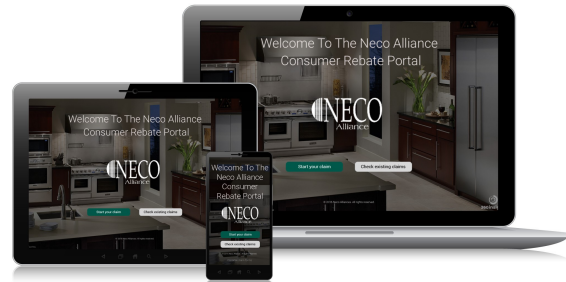 Welcome To The Neco Alliance
Consumer Rebate Portal
NECO
Alliance
Start your claim
Check existing claims
Welcome To The Neco Alliance
Consumer Rebate Portal
NECO
Alliance
Start your claim
Check existing claims
Welcome To The
Neco Alliance
Consumer
Rebate Portal
NECO
Alliance
Start your claim
Check existing claims